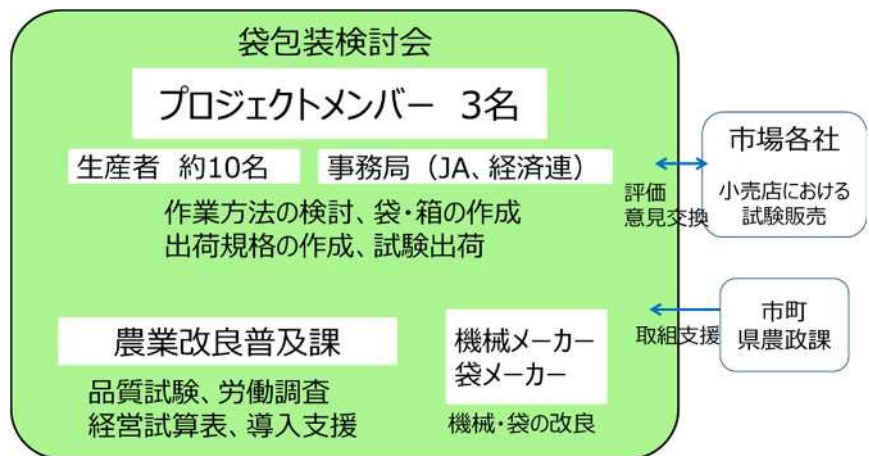 袋包装検討会
プロジェクトメンバー 3名
生産者 約10名
事務局（JA、経済連）
作業方法の検討、袋・箱の作成
出荷規格の作成、試験出荷
農業改良普及課
品質試験、労働調査
経営試算表、導入支援
機械メーカー
袋メーカー
機械・袋の改良
評価
意見交換
市場各社
小売店における
試験販売
取組支援
市町
県農政課